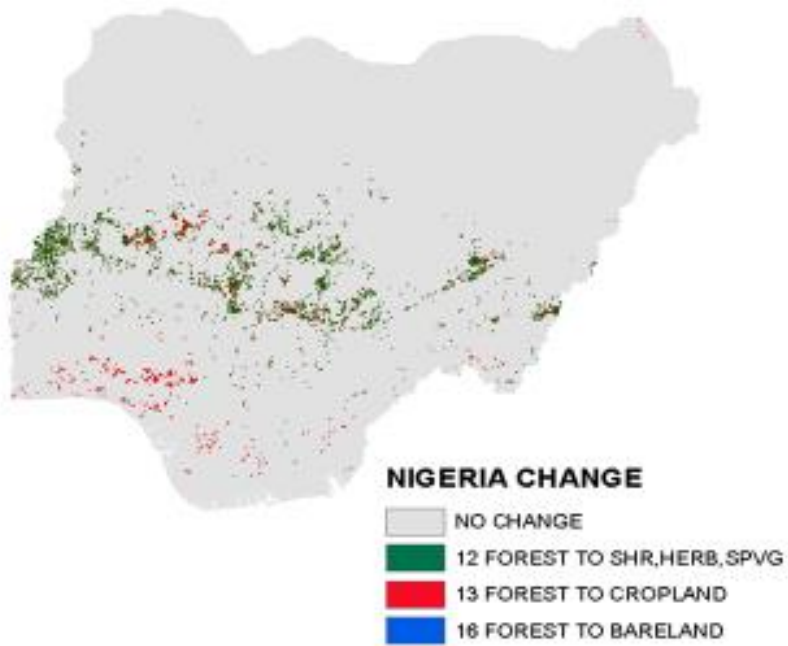 NIGERIA CHANGE
NO CHANGE
12 FOREST TO SHR,HERB,SPVG
13 FOREST TO CROPLAND
16 FOREST TO BARELAND